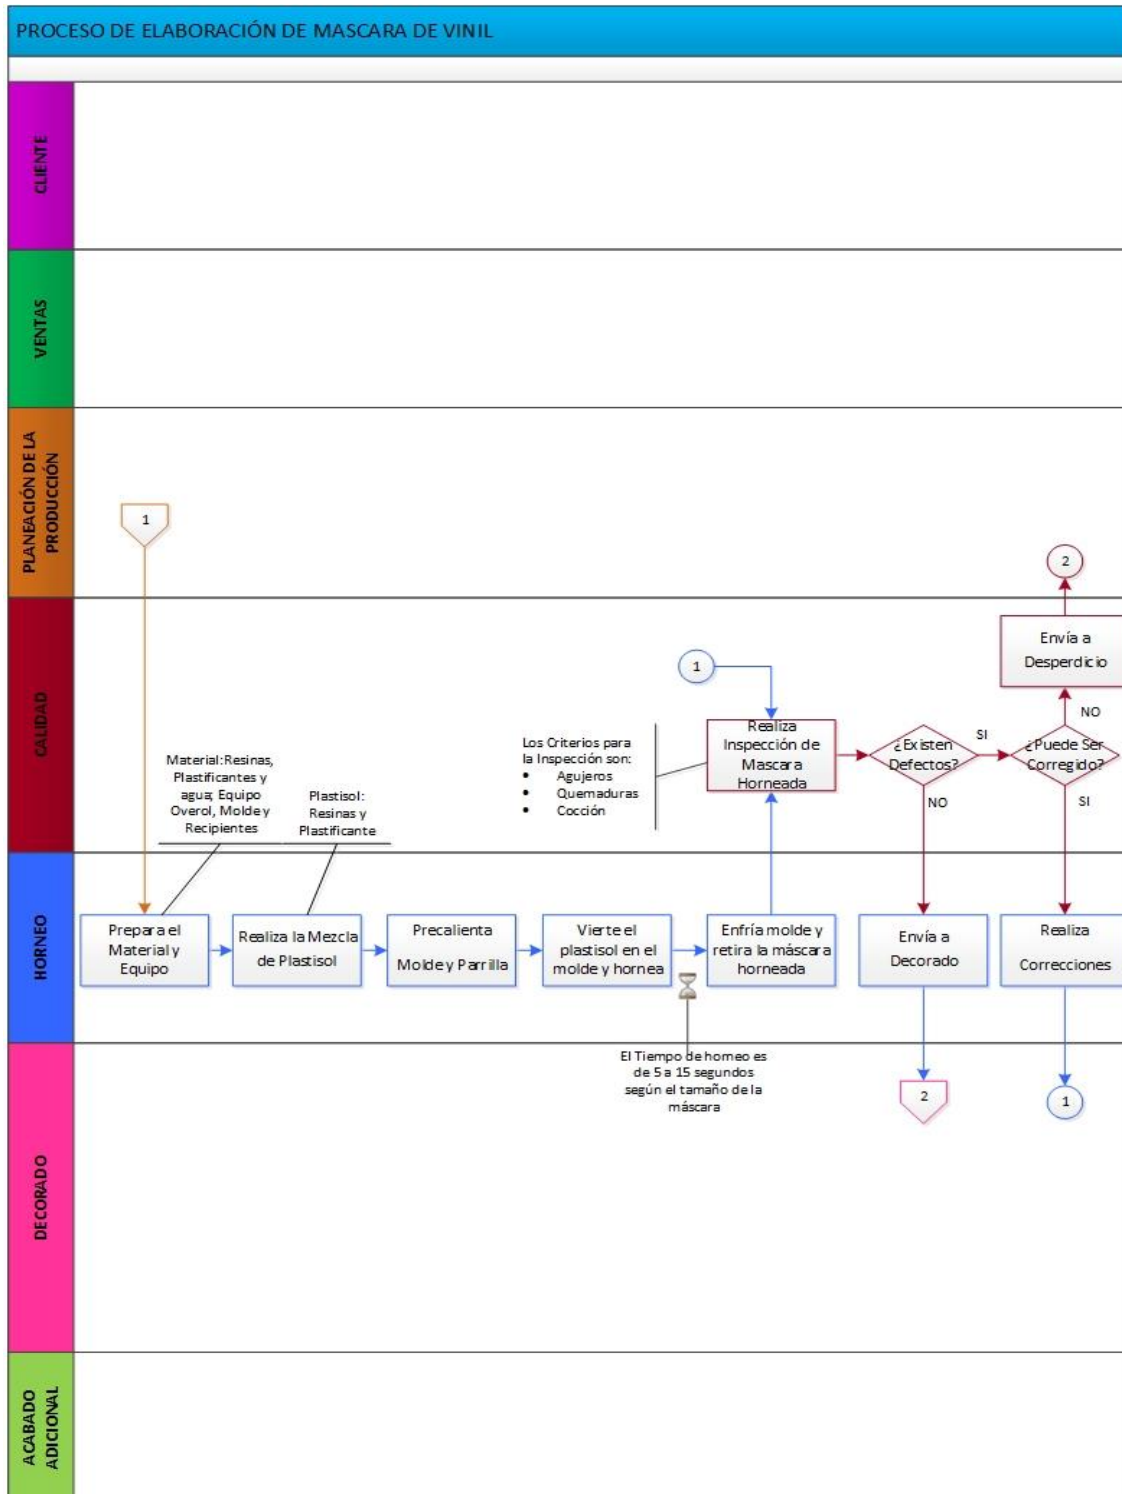 PROCESO DE ELABORACIÓN DE MASCARA DE VINIL
CLIENTE
VENTAS
PLANEACIÓN DE LA
PRODUCCIÓN
1
2
CALIDAD
Envía a
Desperdicio
1
NO
Material:Resinas,
Plastificantes y
agua; Equipo
Overol, Molde y
Recipientes
Plastisol:
Resinas y
Plastificante
Los Criterios para
la Inspección son:
• Agujeros
• Quemaduras
• Cocción
Realiza
Inspección de
Mascara
Horneada
¿Existen
Defectos?
SI
¿Puede Ser
Corregido?
NO
SI
HORNEO
Prepara el
Material y
Equipo
Realiza la Mezcla
de Plastisol
Precalienta
Molde y Parrilla
Vierte el
plastisol en el
molde y hornea
Enfría molde y
retira la máscara
horneada
Envía a
Decorado
Realiza
Correcciones
DECORADO
El Tiempo de horneo es
de 5 a 15 segundos
según el tamaño de la
máscara
2
1
ACABADO
ADICIONAL